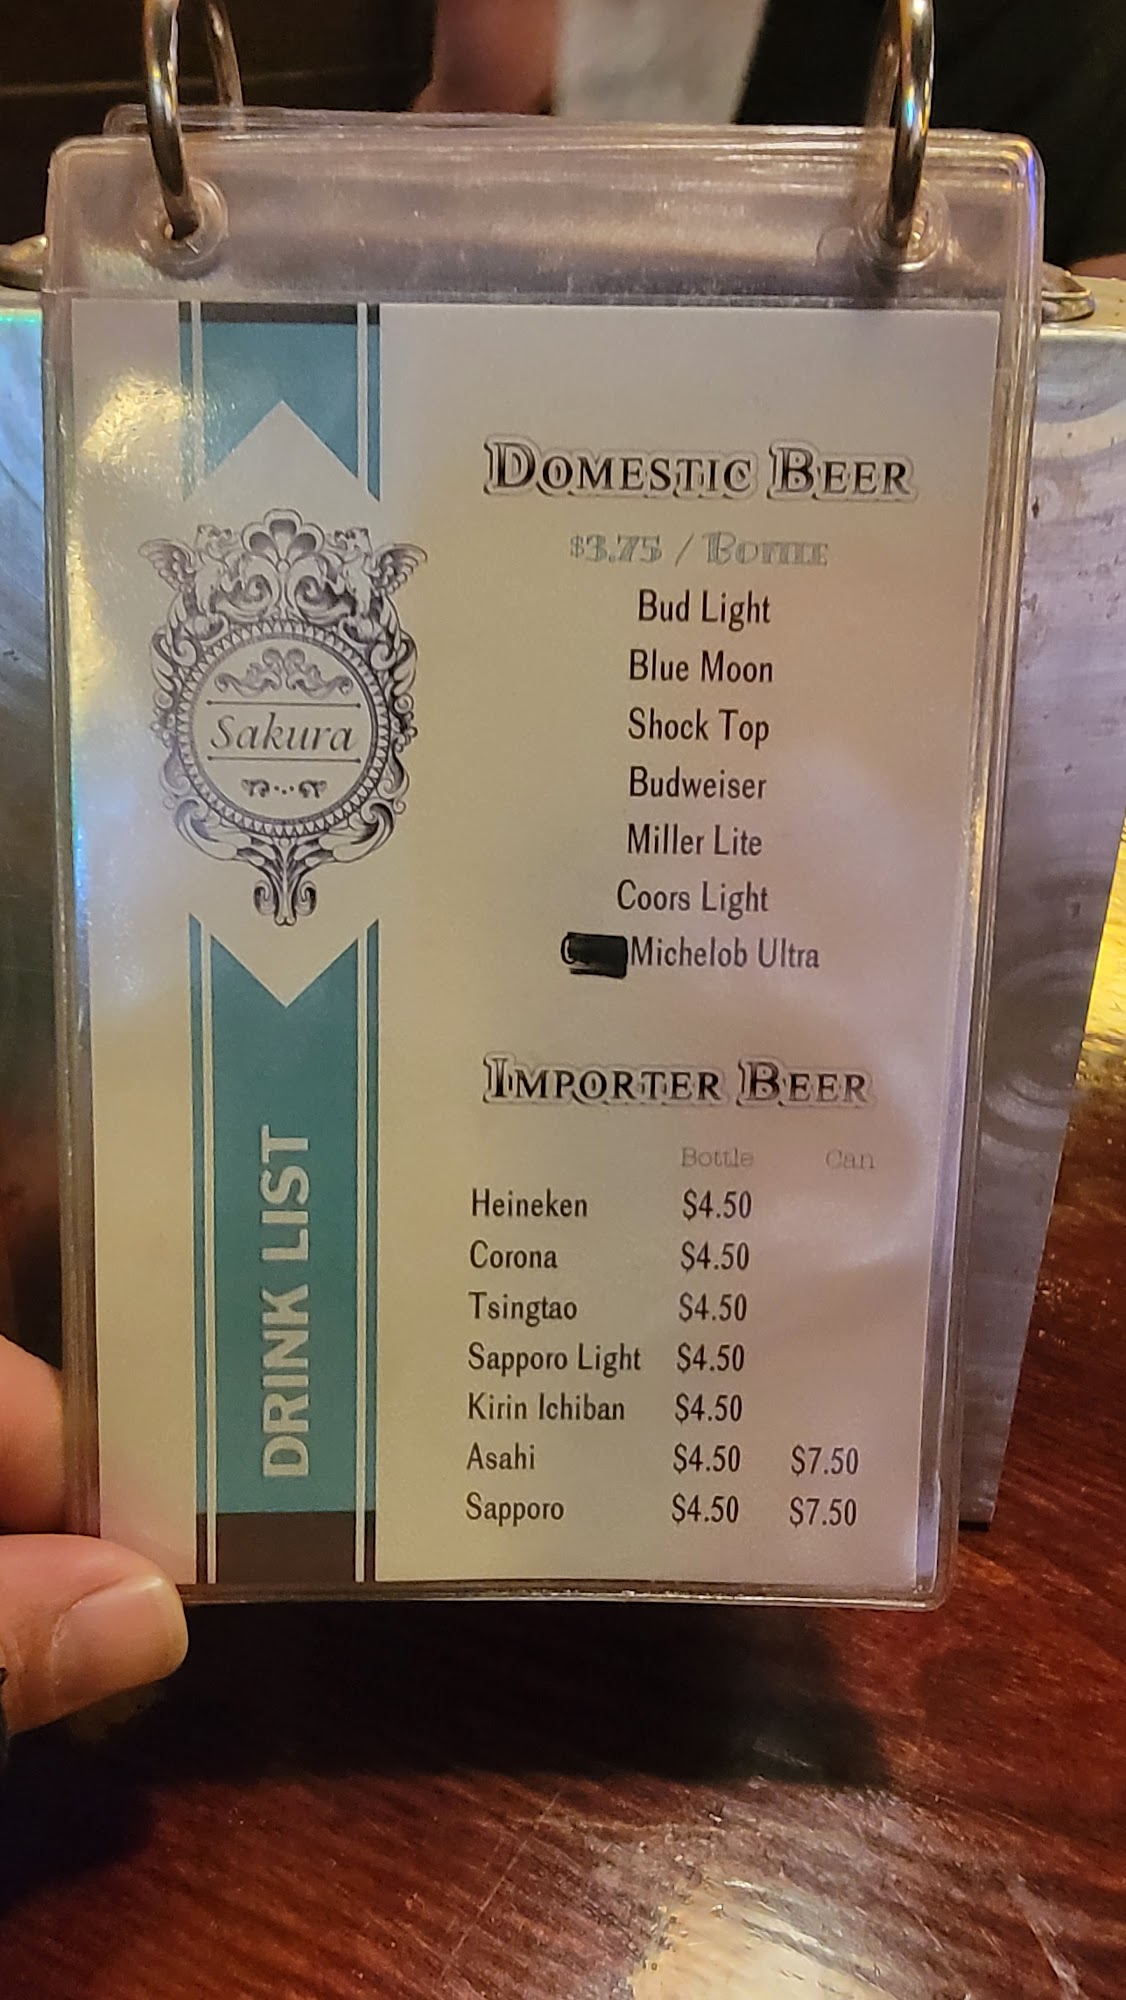 Sakura
DRINK LIST
DOMESTIC BEER
$3.75 / BOTTLE
Bud Light
Blue Moon
Shock Top
Budweiser
Miller Lite
Coors Light
Michelob Ultra
IMPORTER BEER
Bottle Can
Heineken $4.50
Corona $4.50
Tsingtao $4.50
Sapporo Light $4.50
Kirin Ichiban $4.50
Asahi $4.50 $7.50
Sapporo $4.50 $7.50